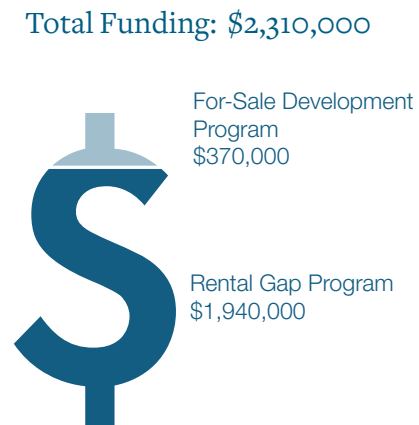 Total Funding: $2,310,000
For-Sale Development
Program
$370,000
Rental Gap Program
$1,940,000